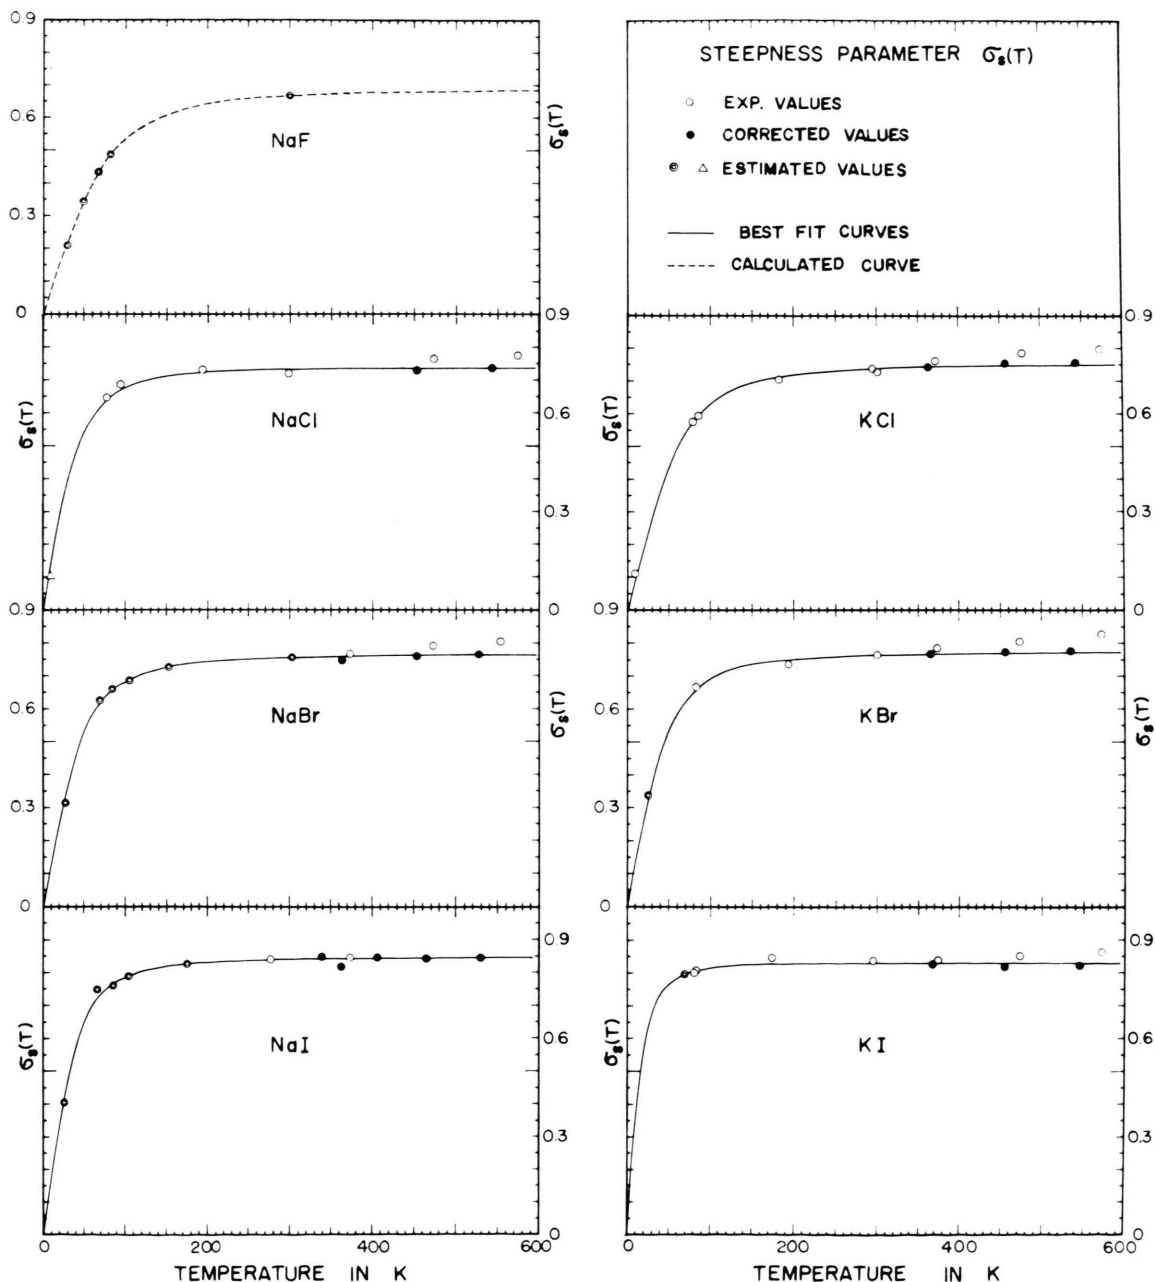 0.9
0.6
0.3
0
NaF
σs(T)
STEEPNESS PARAMETER σs(T)
○ EXP. VALUES
● CORRECTED VALUES
◉ △ ESTIMATED VALUES
—— BEST FIT CURVES
----- CALCULATED CURVE
0.9
NaCl
σs(T)
0.9
σs(T)
0.9
0.6
0.3
0
KCl
0.9
0.6
0.3
0
NaBr
σs(T)
KBr
σs(T)
0.9
0.6
0.3
0
NaI
σs(T)
0.9
0.6
0.3
0
σs(T)
KI
0.9
0.6
0.3
0
0 200 400 600
TEMPERATURE IN K
0 200 400 600
TEMPERATURE IN K